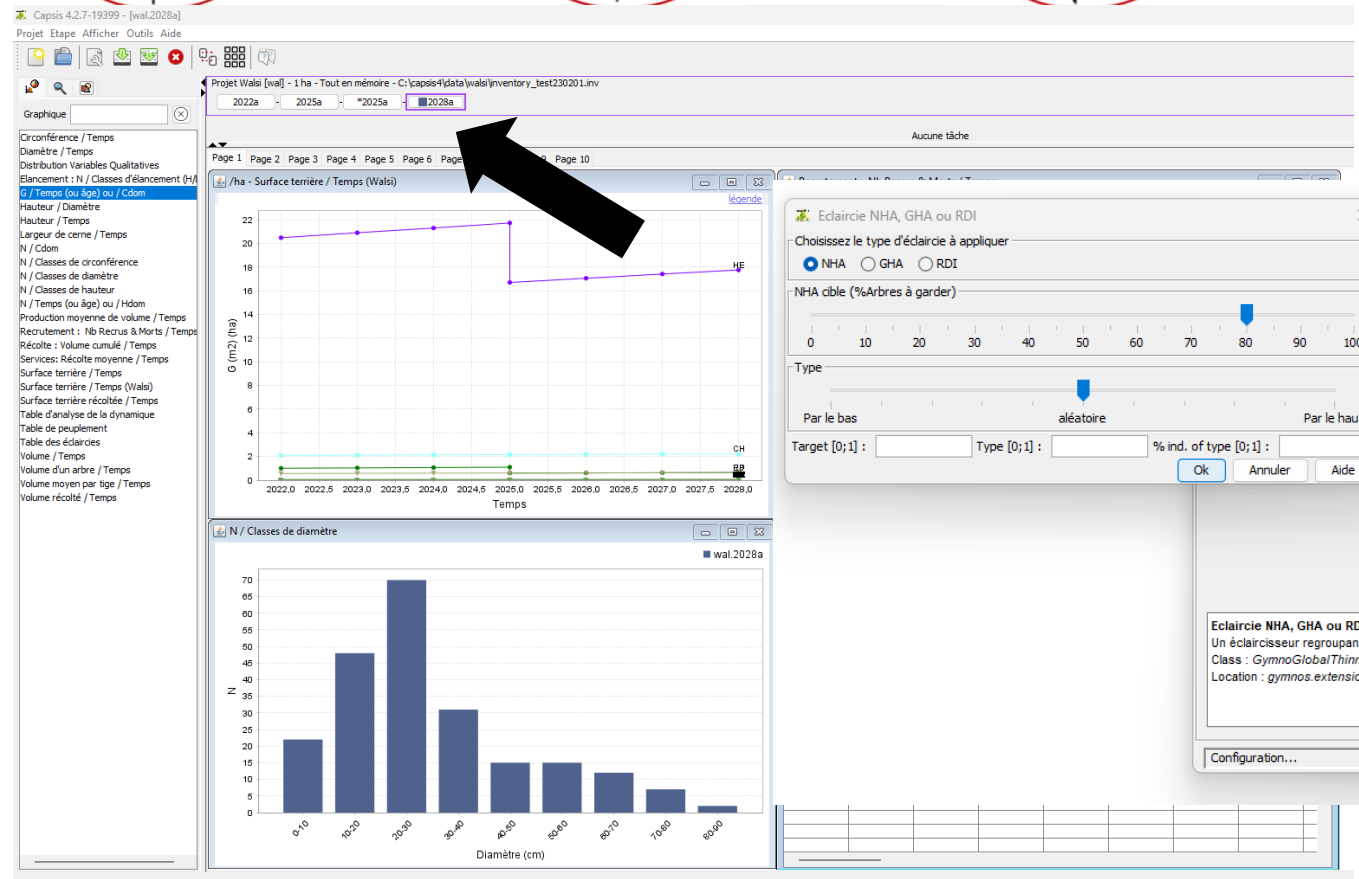 Capsis 4.2.7-19399 - [wal.2028a]
Projet Etape Afficher Outils Aide
Projet Walsi [wal] - 1 ha - Tout en mémoire - C:\capsis4\data\walsi\inventory_test230201.inv
2022a - 2025a - *2025a - 2028a
Aucune tâche
Graphique
Circonférence / Temps
Diamètre / Temps
Distribution Variables Qualitatives
Elancement : N / Classes d'élancement (H/
G / Temps (ou âge) ou / Cdom
Hauteur / Diamètre
Hauteur / Temps
Largeur de cerne / Temps
N / Cdom
N / Classes de circonférence
N / Classes de diamètre
N / Classes de hauteur
N / Temps (ou âge) ou / Hdom
Production moyenne de volume / Temps
Recrutement : Nb Recrus & Morts / Temps
Récolte : Volume cumulé / Temps
Services: Récolte moyenne / Temps
Surface terrière / Temps
Surface terrière / Temps (Walsi)
Surface terrière récoltée / Temps
Table d'analyse de la dynamique
Table de peuplement
Table des éclaircies
Volume / Temps
Volume d'un arbre / Temps
Volume moyen par tige / Temps
Volume récolté / Temps
Page 1 Page 2 Page 3 Page 4 Page 5 Page 6 Page Page 10
/ha - Surface terrière / Temps (Walsi)
légende
22
20
18
16
14
12
10
8
6
4
2
0
G (m2) (ha)
HE
CH
2022,0 2022,5 2023,0 2023,5 2024,0 2024,5 2025,0 2025,5 2026,0 2026,5 2027,0 2027,5 2028,0
Temps
N / Classes de diamètre
wal.2028a
70
65
60
55
50
45
40
35
30
25
20
15
10
5
0
N
0-10 10-20 20-30 30-40 40-50 50-60 60-70 70-80 80-90
Diamètre (cm)
Eclaircie NHA, GHA ou RDI
Choisissez le type d'éclaircie à appliquer
NHA GHA RDI
NHA cible (%Arbres à garder)
0 10 20 30 40 50 60 70 80 90 100
Type
Par le bas aléatoire Par le hau
Target [0;1] : Type [0;1] : % ind. of type [0;1] :
Ok Annuler Aide
Eclaircie NHA, GHA ou RD
Un éclaircisseur regroupan
Class : GymnoGlobalThinn
Location : gymnos.extensio
Configuration...